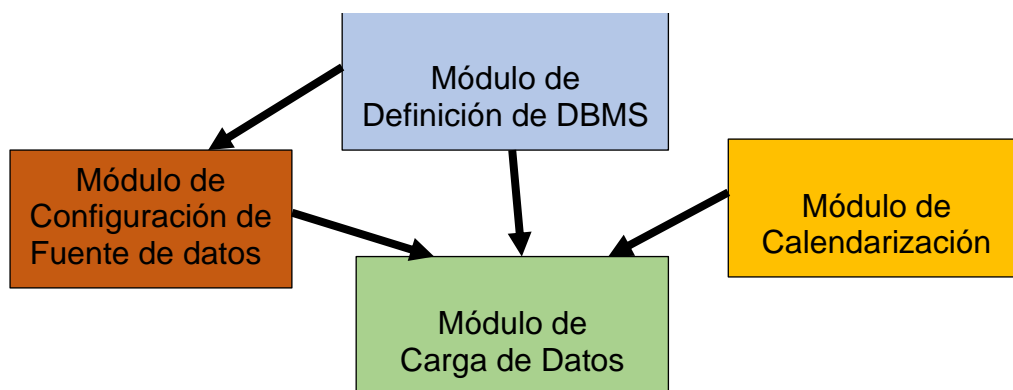 Módulo de
Definición de DBMS
Módulo de
Configuración de
Fuente de datos
Módulo de
Calendarización
Módulo de
Carga de Datos